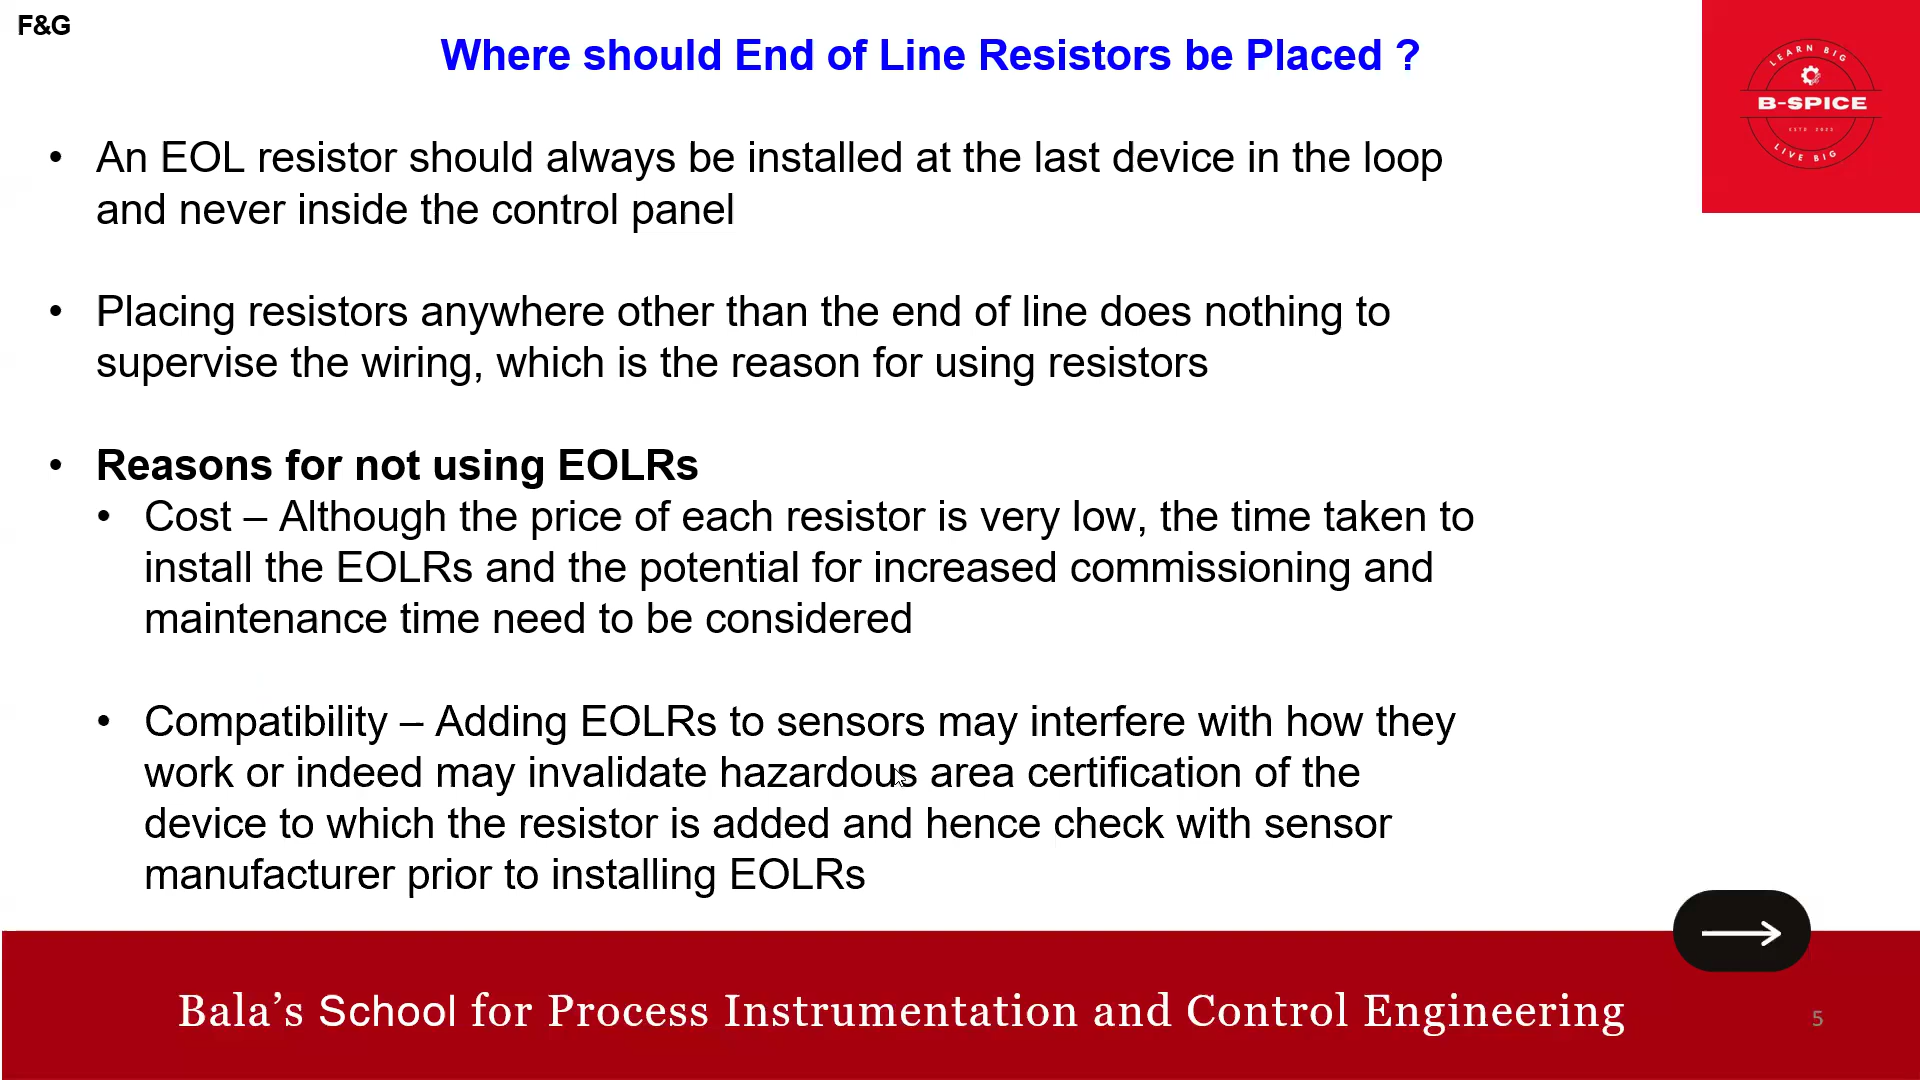 F&G
Where should End of Line Resistors be Placed ?
LEARN BIG
B-SPICE
ESTD 2023
LIVE BIG
• An EOL resistor should always be installed at the last device in the loop
and never inside the control panel
• Placing resistors anywhere other than the end of line does nothing to
supervise the wiring, which is the reason for using resistors
• Reasons for not using EOLRs
• Cost – Although the price of each resistor is very low, the time taken to
install the EOLRs and the potential for increased commissioning and
maintenance time need to be considered
• Compatibility – Adding EOLRs to sensors may interfere with how they
work or indeed may invalidate hazardous area certification of the
device to which the resistor is added and hence check with sensor
manufacturer prior to installing EOLRs
Bala’s School for Process Instrumentation and Control Engineering
5